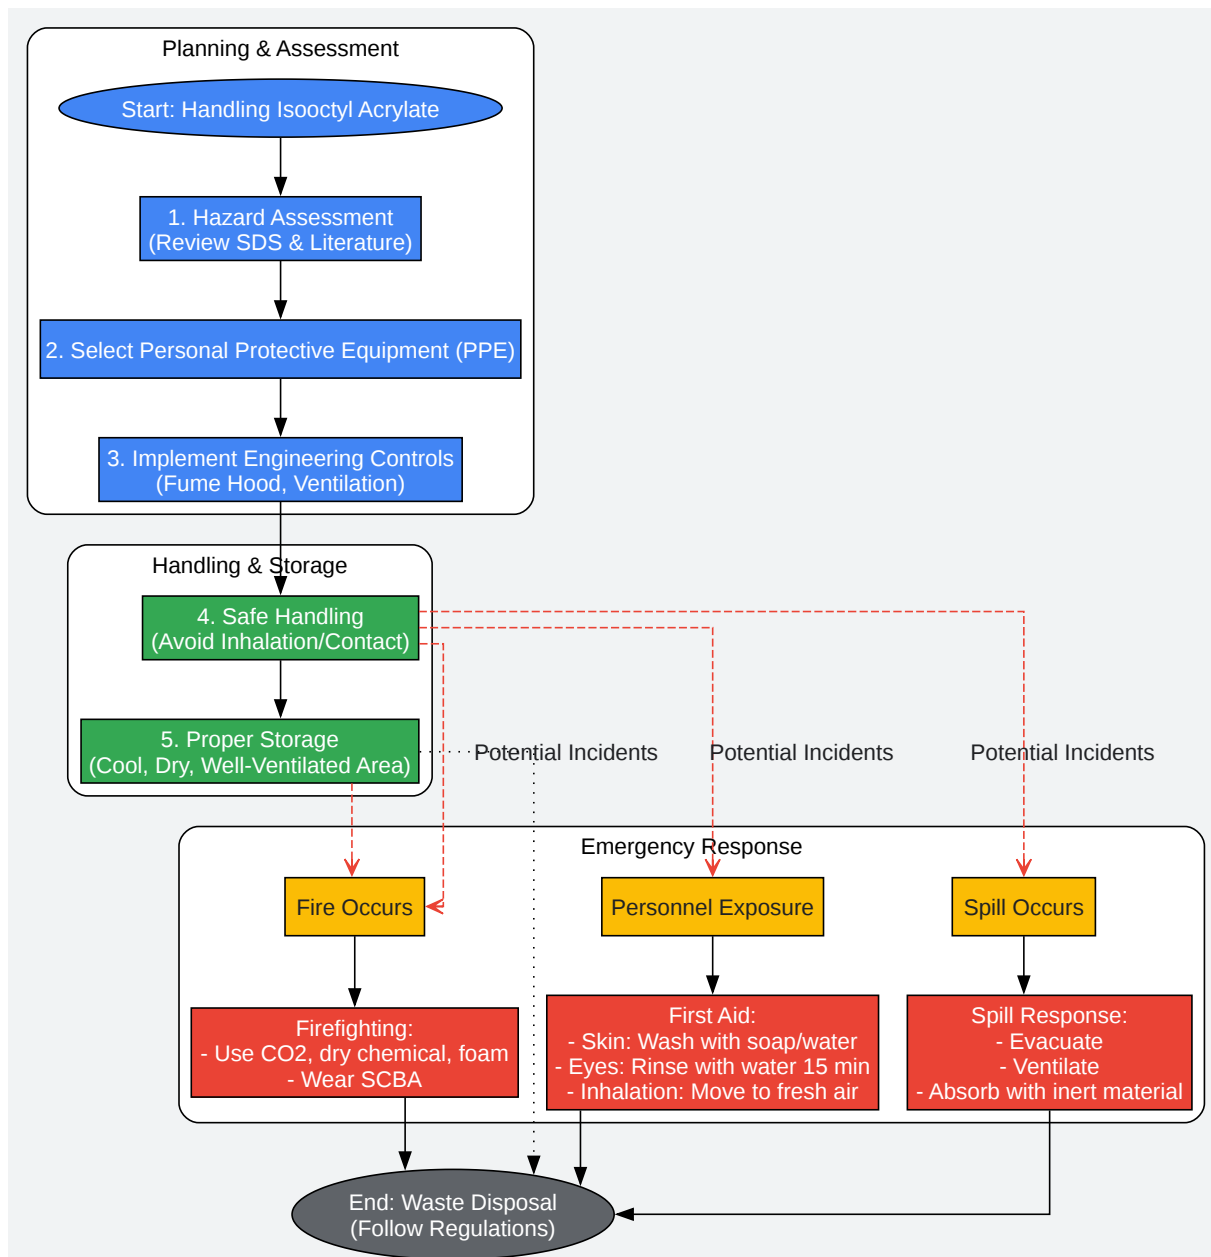 Planning & Assessment
Start: Handling Isooctyl Acrylate
1. Hazard Assessment
(Review SDS & Literature)
2. Select Personal Protective Equipment (PPE)
3. Implement Engineering Controls
(Fume Hood, Ventilation)
Handling & Storage
4. Safe Handling
(Avoid Inhalation/Contact)
5. Proper Storage
(Cool, Dry, Well-Ventilated Area)
Potential Incidents
Potential Incidents
Potential Incidents
Emergency Response
Fire Occurs
Personnel Exposure
Spill Occurs
Firefighting:
- Use CO2, dry chemical, foam
- Wear SCBA
First Aid:
- Skin: Wash with soap/water
- Eyes: Rinse with water 15 min
- Inhalation: Move to fresh air
Spill Response:
- Evacuate
- Ventilate
- Absorb with inert material
End: Waste Disposal
(Follow Regulations)